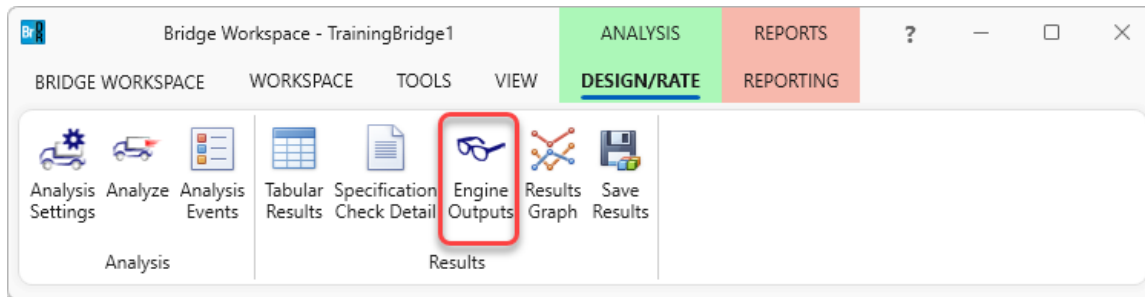 Br DR Bridge Workspace - TrainingBridge1 ANALYSIS REPORTS ?
BRIDGE WORKSPACE WORKSPACE TOOLS VIEW DESIGN/RATE REPORTING
Analysis Analyze Analysis Tabular Specification Engine Results Save
Settings Events Results Check Detail Outputs Graph Results
Analysis Results